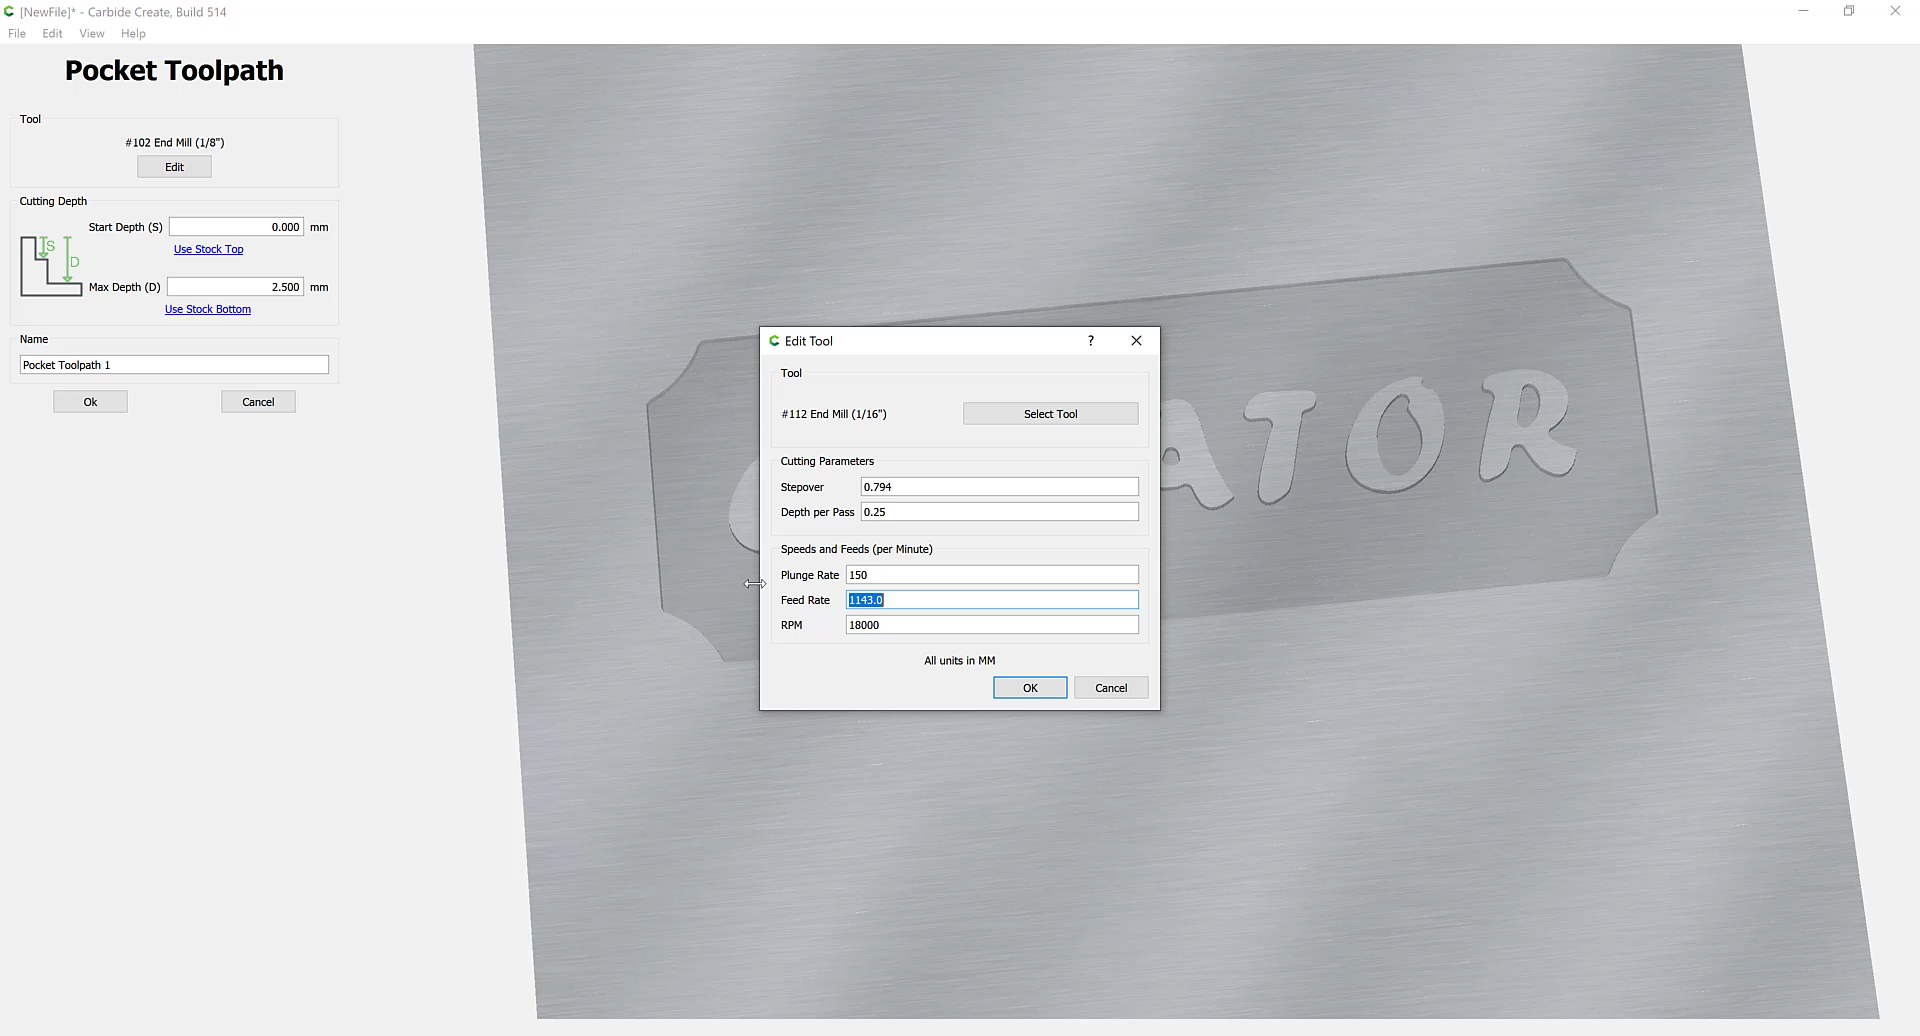 [NewFile]* - Carbide Create, Build 514
File Edit View Help
Pocket Toolpath
Tool
#102 End Mill (1/8")
Edit
Cutting Depth
Start Depth (S) 0.000 mm
Use Stock Top
S
D
Max Depth (D) 2.500 mm
Use Stock Bottom
Name
Pocket Toolpath 1
Ok Cancel
Edit Tool ?
Tool
#112 End Mill (1/16") Select Tool
Cutting Parameters
Stepover 0.794
Depth per Pass 0.25
Speeds and Feeds (per Minute)
Plunge Rate 150
Feed Rate 1143.0
RPM 18000
All units in MM
OK Cancel
ATOR